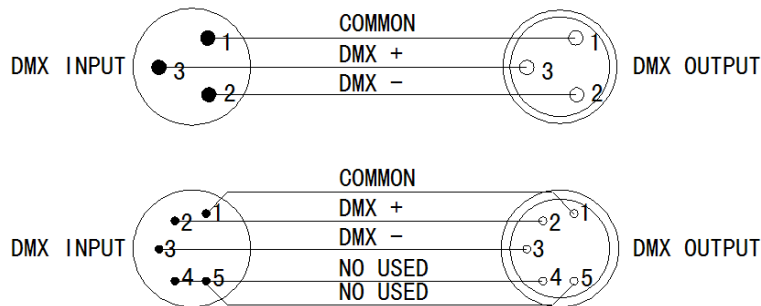 COMMON
1 1
DMX +
DMX INPUT 3 3 DMX OUTPUT
DMX -
2 2
COMMON
1 1
2 DMX + 2
DMX -
DMX INPUT 3 3 DMX OUTPUT
NO USED
4 5 4 5
NO USED